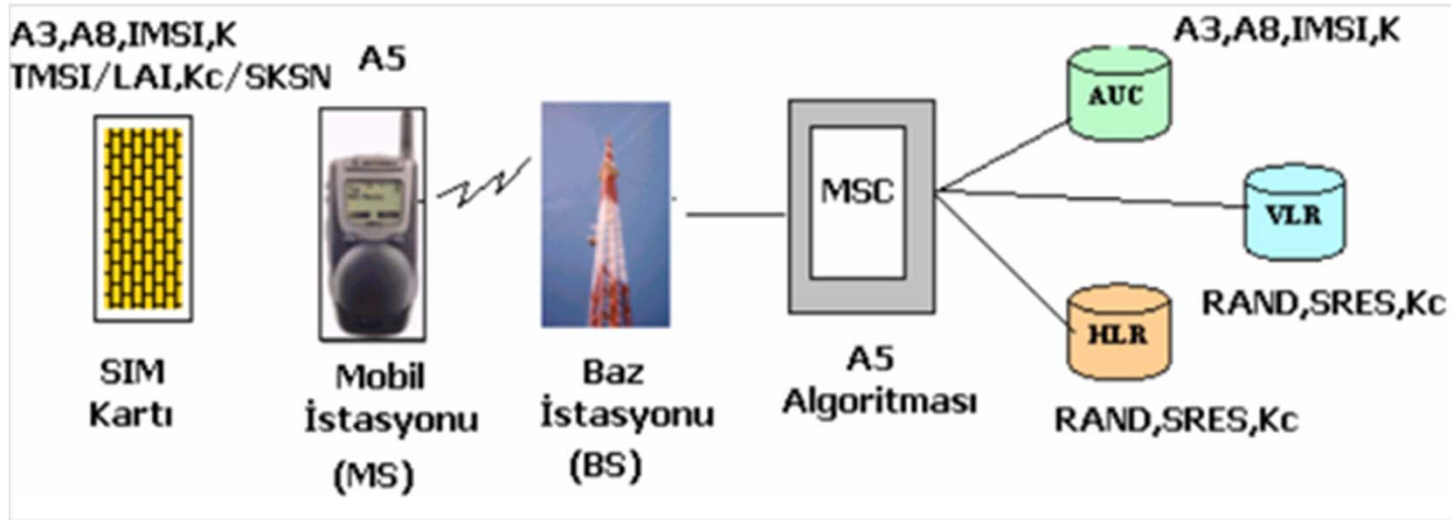 A3,A8,IMSI,K
TMSI/LAI,Kc/SKSN
A5
SIM
Kartı
Mobil
İstasyonu
(MS)
Baz
İstasyonu
(BS)
MSC
A5
Algoritması
A3,A8,IMSI,K
AUC
VLR
RAND,SRES,Kc
HLR
RAND,SRES,Kc